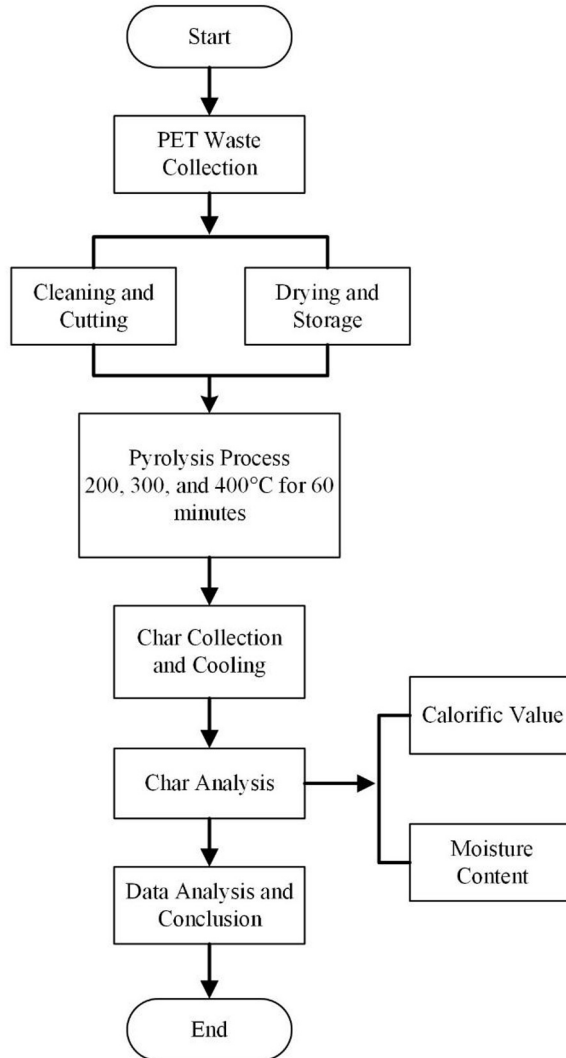 Start
PET Waste
Collection
Cleaning and
Cutting
Drying and
Storage
Pyrolysis Process
200, 300, and 400°C for 60
minutes
Char Collection
and Cooling
Calorific Value
Char Analysis
Moisture
Content
Data Analysis and
Conclusion
End